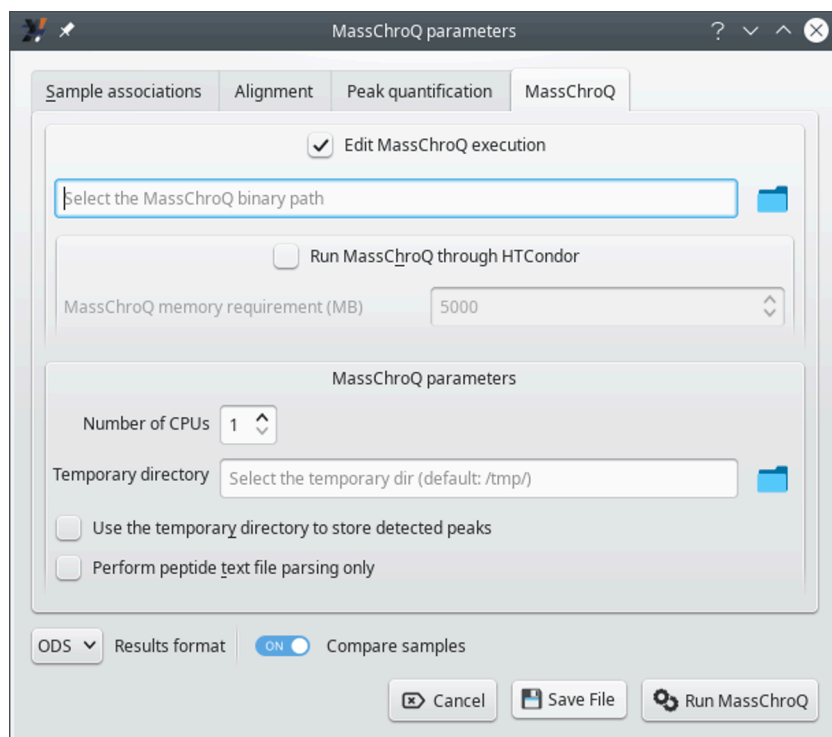 MassChroQ parameters
Sample associations Alignment Peak quantification MassChroQ
Edit MassChroQ execution
Select the MassChroQ binary path
Run MassChroQ through HTCondor
MassChroQ memory requirement (MB) 5000
MassChroQ parameters
Number of CPUs 1
Temporary directory Select the temporary dir (default: /tmp/)
Use the temporary directory to store detected peaks
Perform peptide text file parsing only
ODS Results format ON Compare samples
Cancel Save File Run MassChroQ